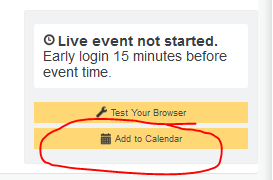 Live event not started.
Early login 15 minutes before
event time.
Test Your Browser
Add to Calendar